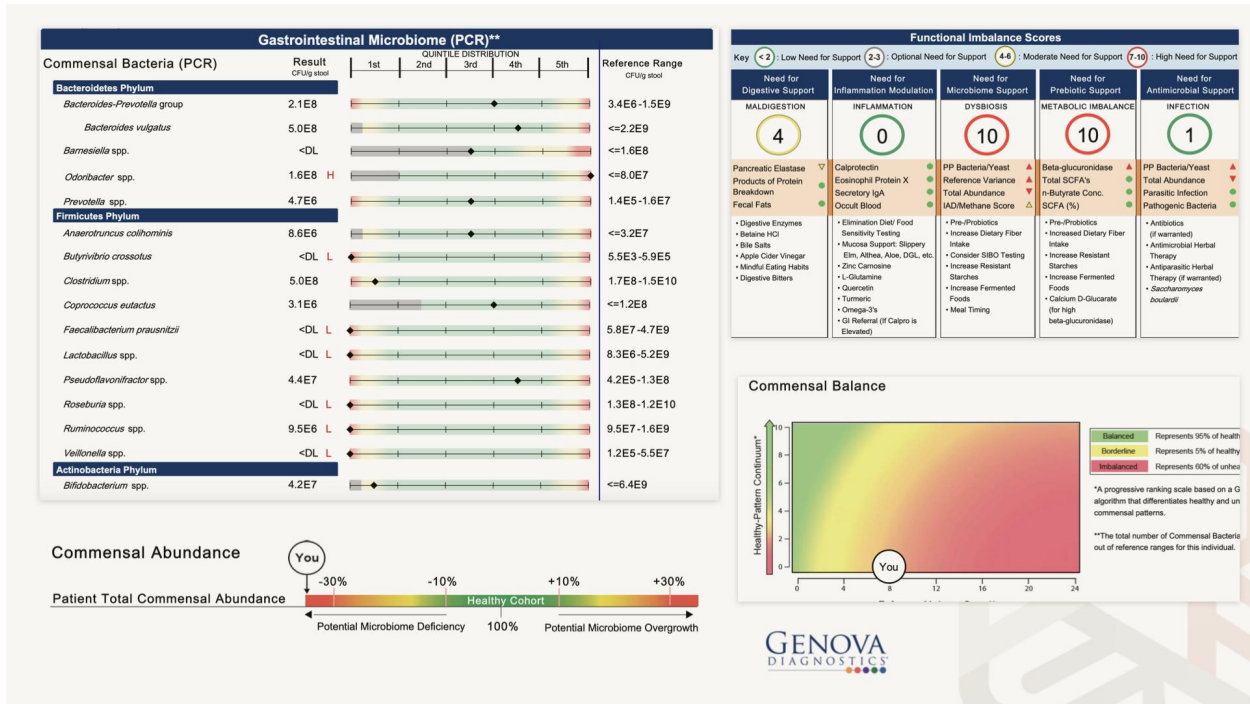 Gastrointestinal Microbiome (PCR)**
Commensal Bacteria (PCR)
Result
CFU/g stool
QUINTILE DISTRIBUTION
1st 2nd 3rd 4th 5th
Reference Range
CFU/g stool
Bacteroidetes Phylum
Bacteroides-Prevotella group 2.1E8 3.4E6-1.5E9
Bacteroides vulgatus 5.0E8 <=2.2E9
Barnesiella spp. <DL <=1.6E8
Odoribacter spp. 1.6E8 H <=8.0E7
Prevotella spp. 4.7E6 1.4E5-1.6E7
Firmicutes Phylum
Anaerotruncus colihominis 8.6E6 <=3.2E7
Butyrivibrio crossotus <DL L 5.5E3-5.9E5
Clostridium spp. 5.0E8 1.7E8-1.5E10
Coprococcus eutactus 3.1E6 <=1.2E8
Faecalibacterium prausnitzii <DL L 5.8E7-4.7E9
Lactobacillus spp. <DL L 8.3E6-5.2E9
Pseudoflavonifractor spp. 4.4E7 4.2E5-1.3E8
Roseburia spp. <DL L 1.3E8-1.2E10
Ruminococcus spp. 9.5E6 L 9.5E7-1.6E9
Veillonella spp. <DL L 1.2E5-5.5E7
Actinobacteria Phylum
Bifidobacterium spp. 4.2E7 <=6.4E9
Commensal Abundance
You
-30% -10% +10% +30%
Patient Total Commensal Abundance
Healthy Cohort
Potential Microbiome Deficiency
100%
Potential Microbiome Overgrowth
Functional Imbalance Scores
Key <2 : Low Need for Support 2-3 : Optional Need for Support 4-6 : Moderate Need for Support 7-10 : High Need for Support
Need for
Digestive Support
MALDIGESTION
4
Pancreatic Elastase
Products of Protein
Breakdown
Fecal Fats
• Digestive Enzymes
• Betaine HCl
• Bile Salts
• Apple Cider Vinegar
• Mindful Eating Habits
• Digestive Bitters
Need for
Inflammation Modulation
INFLAMMATION
0
Calprotectin
Eosinophil Protein X
Secretory IgA
Occult Blood
• Elimination Diet/ Food
Sensitivity Testing
• Mucosa Support: Slippery
Elm, Althea, Aloe, DGL, etc.
• Zinc Carnosine
• L-Glutamine
• Quercetin
• Turmeric
• Omega-3's
• GI Referral (If Calpro is
Elevated)
Need for
Microbiome Support
DYSBIOSIS
10
PP Bacteria/Yeast
Reference Variance
Total Abundance
IAD/Methane Score
• Pre-/Probiotics
• Increase Dietary Fiber
Intake
• Consider SIBO Testing
• Increase Resistant
Starches
• Increase Fermented
Foods
• Meal Timing
Need for
Prebiotic Support
METABOLIC IMBALANCE
10
Beta-glucuronidase
Total SCFA's
n-Butyrate Conc.
SCFA (%)
• Pre-/Probiotics
• Increased Dietary Fiber
Intake
• Increase Resistant
Starches
• Increase Fermented
Foods
• Calcium D-Glucarate
(for high
beta-glucuronidase)
Need for
Antimicrobial Support
INFECTION
1
PP Bacteria/Yeast
Total Abundance
Parasitic Infection
Pathogenic Bacteria
• Antibiotics
(if warranted)
• Antimicrobial Herbal
Therapy
• Antiparasitic Herbal
Therapy (if warranted)
• Saccharomyces
boulardii
Commensal Balance
Healthy-Pattern Continuum*
10
8
6
4
2
0
You
0 4 8 12 16 20 24
Balanced Represents 95% of health
Borderline Represents 5% of healthy
Imbalanced Represents 60% of unhea
*A progressive ranking scale based on a G
algorithm that differentiates healthy and un
commensal patterns.
**The total number of Commensal Bacteria
out of reference ranges for this individual.
GENOVA
DIAGNOSTICS